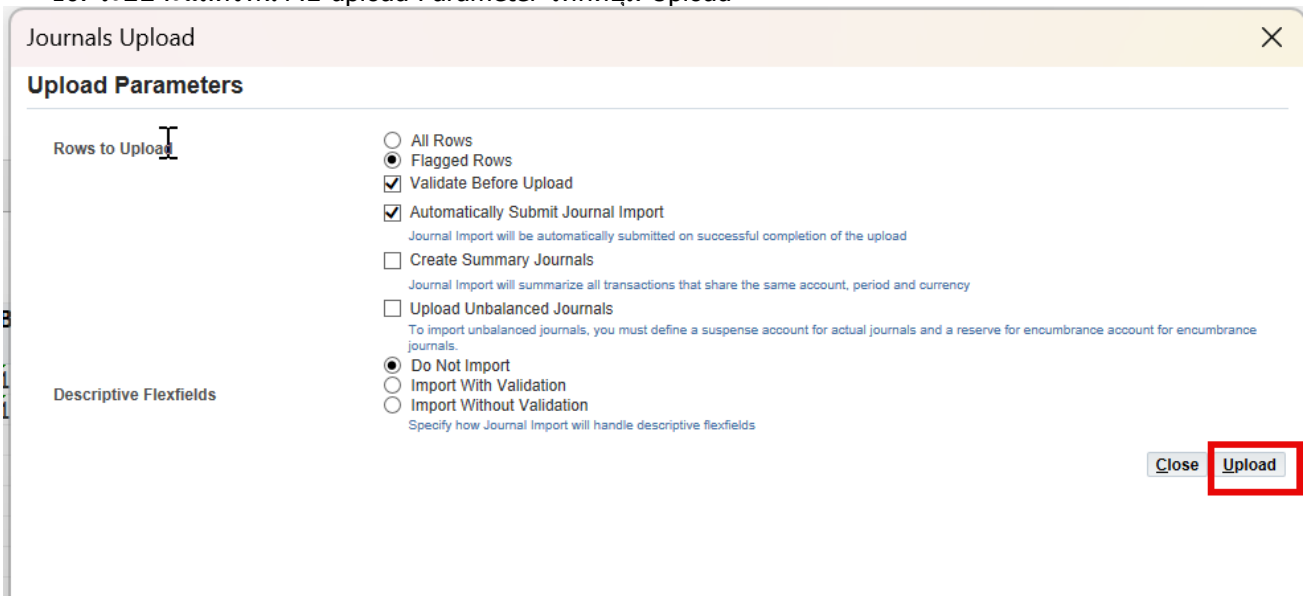 Upload Parameter Upload
Journals Upload
Upload Parameters
Rows to Upload
All Rows
Flagged Rows
Validate Before Upload
Automatically Submit Journal Import
Journal Import will be automatically submitted on successful completion of the upload
Create Summary Journals
Journal Import will summarize all transactions that share the same account, period and currency
Upload Unbalanced Journals
To import unbalanced journals, you must define a suspense account for actual journals and a reserve for encumbrance account for encumbrance
journals.
Descriptive Flexfields
Do Not Import
Import With Validation
Import Without Validation
Specify how Journal Import will handle descriptive flexfields
Close Upload